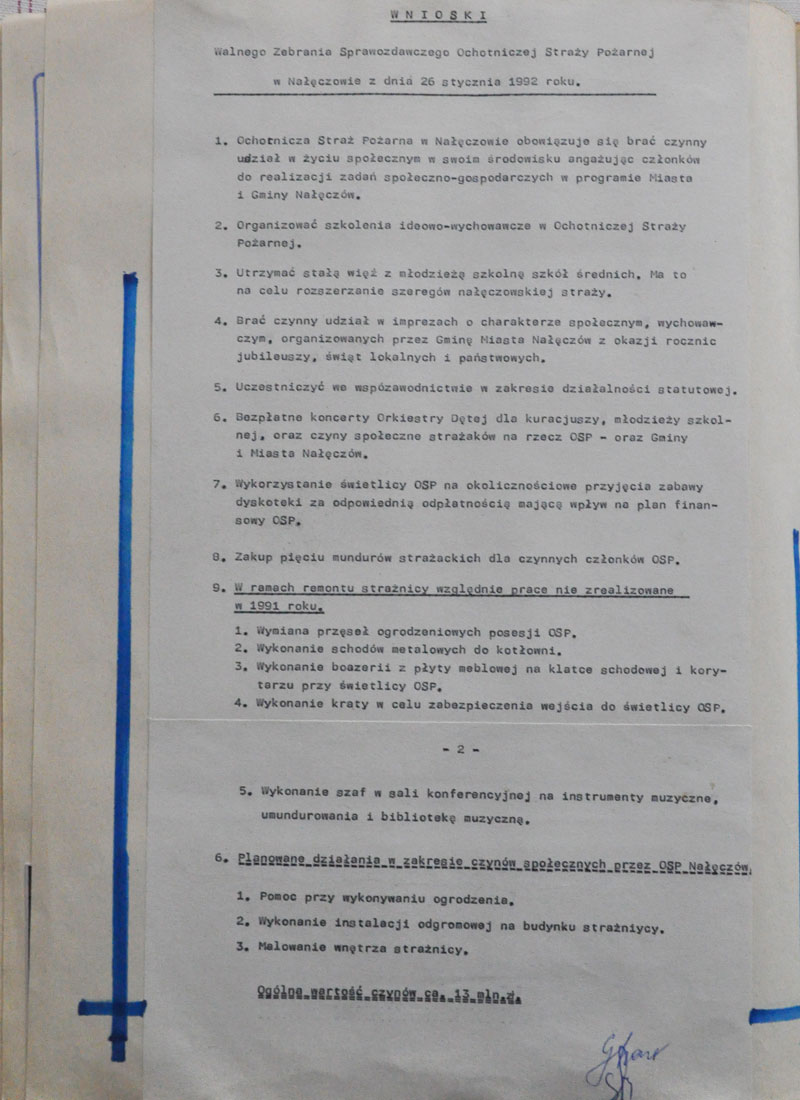 W N I O S K I
Walnego Zebrania Sprawozdawczego Ochotniczej Straży Pożarnej
w Nałęczowie z dnia 26 stycznia 1992 roku.
1. Ochotnicza Straż Pożarna w Nałęczowie obowiązuje się brać czynny
udział w życiu społecznym w swoim środowisku angażując członków
do realizacji zadań społeczno-gospodarczych w programie Miasta
i Gminy Nałęczów.
2. Organizować szkolenia ideowo-wychowawcze w Ochotniczej Straży
Pożarnej.
3. Utrzymać stałą więź z młodzieżą szkolną szkół średnich. Ma to
na celu rozszerzanie szeregów nałęczowskiej straży.
4. Brać czynny udział w imprezach o charakterze społecznym, wychowaw-
czym, organizowanych przez Gminę Miasta Nałęczów z okazji rocznic
jubileuszy, świąt lokalnych i państwowych.
5. Uczestniczyć we wspózawodnictwie w zakresie działalności statutowej.
6. Bezpłatne koncerty Orkiestry Dętej dla kuracjuszy, młodzieży szkol-
nej, oraz czyny społeczne strażaków na rzecz OSP - oraz Gminy
i Miasta Nałęczów.
7. Wykorzystanie świetlicy OSP na okolicznościowe przyjęcia zabawy
dyskoteki za odpowiednią odpłatnością mającą wpływ na plan finan-
sowy OSP.
8. Zakup pięciu mundurów strażackich dla czynnych członków OSP.
9. W ramach remontu strażnicy względnie prace nie zrealizowane
w 1991 roku.
1. Wymiana przęseł ogrodzeniowych posesji OSP.
2. Wykonanie schodów metalowych do kotłowni.
3. Wykonanie boazerii z płyty meblowej na klatce schodowej i kory-
tarzu przy świetlicy OSP.
4. Wykonanie kraty w celu zabezpieczenia wejścia do świetlicy OSP.
- 2 -
5. Wykonanie szaf w sali konferencyjnej na instrumenty muzyczne,
umundurowania i bibliotekę muzyczną.
6. Planowane działania w zakresie czynów społecznych przez OSP Nałęczów.
1. Pomoc przy wykonywaniu ogrodzenia.
2. Wykonanie instalacji odgromowej na budynku strażniycy.
3. Malowanie wnętrza strażnicy.
Ogólna wartość czynów ca. 13 mln.zł.